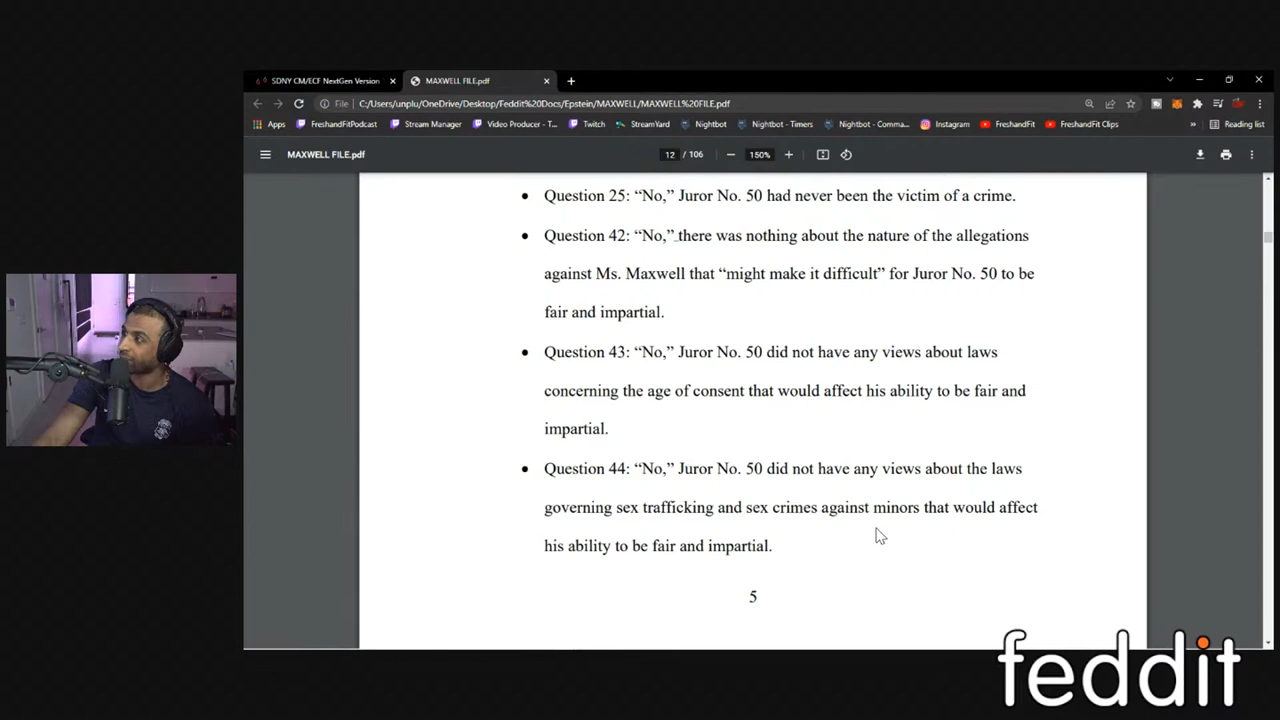 SDNY CM/ECF NextGen Version
MAXWELL FILE.pdf
File
C:/Users/unplu/OneDrive/Desktop/Feddit%20Docs/Epstein/MAXWELL/MAXWELL%20FILE.pdf
Apps
FreshandFitPodcast
Stream Manager
Video Producer - T...
Twitch
StreamYard
Nightbot
Nightbot - Timers
Nightbot - Comma...
Instagram
FreshandFit
FreshandFit Clips
»
Reading list
MAXWELL FILE.pdf
12 / 106
150%
• Question 25: “No,” Juror No. 50 had never been the victim of a crime.
• Question 42: “No,” there was nothing about the nature of the allegations
against Ms. Maxwell that “might make it difficult” for Juror No. 50 to be
fair and impartial.
• Question 43: “No,” Juror No. 50 did not have any views about laws
concerning the age of consent that would affect his ability to be fair and
impartial.
• Question 44: “No,” Juror No. 50 did not have any views about the laws
governing sex trafficking and sex crimes against minors that would affect
his ability to be fair and impartial.
5
feddit